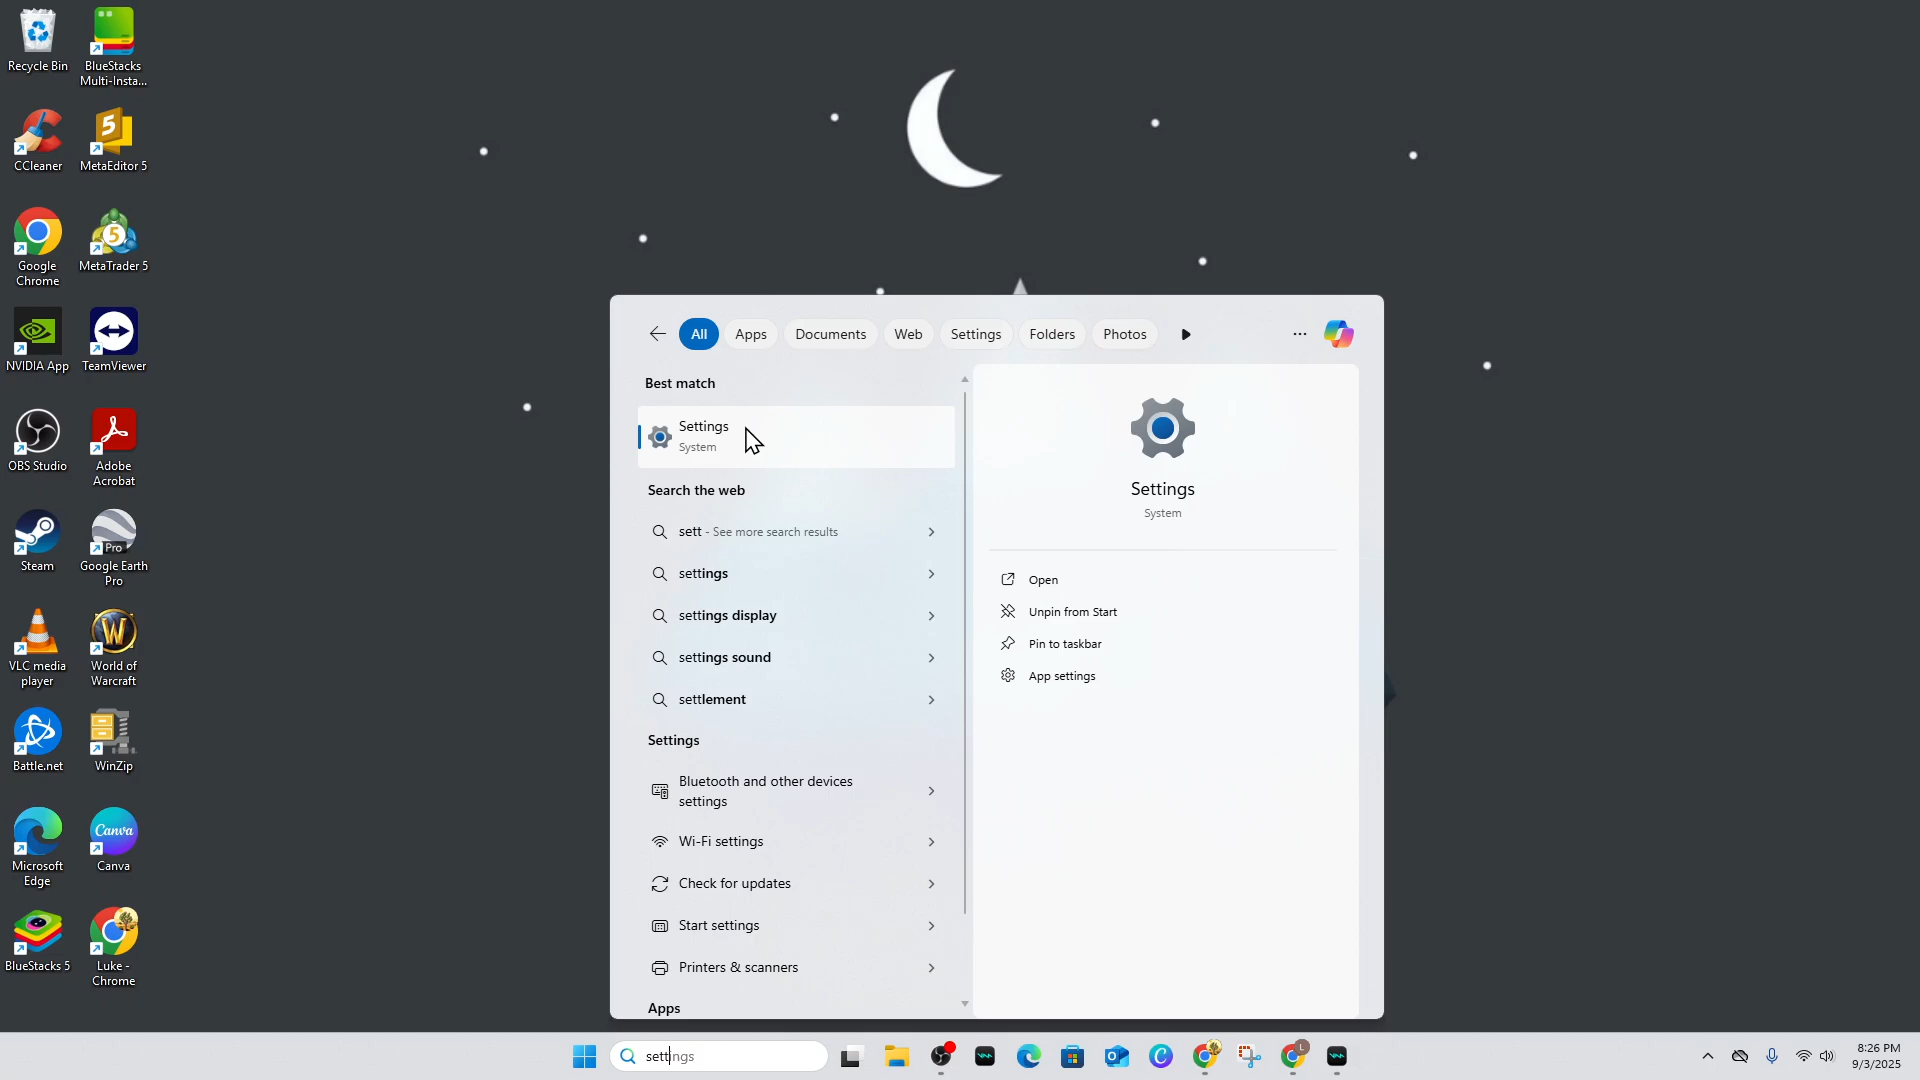 Recycle Bin
BlueStacks
Multi-Insta...
CCleaner
MetaEditor 5
5
Google
Chrome
MetaTrader 5
5
NVIDIA App
TeamViewer
OBS Studio
Adobe
Acrobat
Steam
Pro
Google Earth
Pro
VLC media
player
World of
Warcraft
Battle.net
WinZip
Microsoft
Edge
Canva
Canva
BlueStacks 5
Luke -
Chrome
All
Apps
Documents
Web
Settings
Folders
Photos
Best match
Settings
System
Search the web
sett - See more search results
settings
settings display
settings sound
settlement
Settings
Bluetooth and other devices
settings
Wi-Fi settings
Check for updates
Start settings
Printers & scanners
Apps
Settings
System
Open
Unpin from Start
Pin to taskbar
App settings
settings
L
8:26 PM
9/3/2025